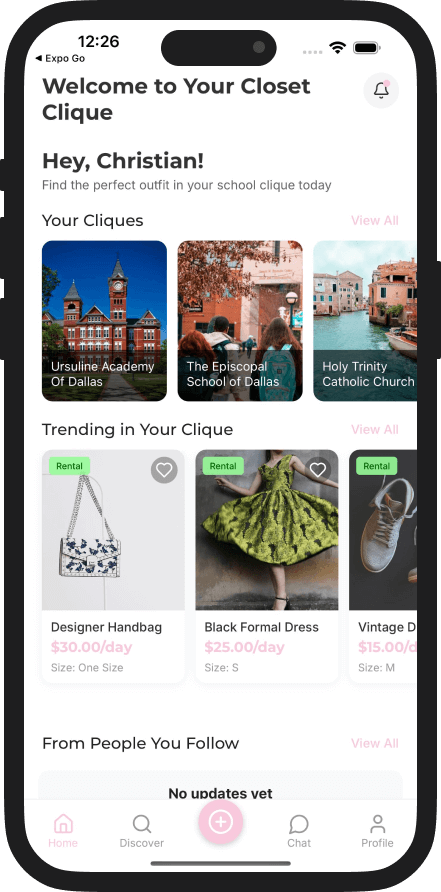 12:26
◀ Expo Go
Welcome to Your Closet
Clique
Hey, Christian!
Find the perfect outfit in your school clique today
Your Cliques
View All
Ursuline Academy
Of Dallas
The Episcopal
School of Dallas
Holy Trinity
Catholic Church
Trending in Your Clique
View All
Rental
Rental
Rental
Designer Handbag
$30.00/day
Size: One Size
Black Formal Dress
$25.00/day
Size: S
Vintage D
$15.00/d
Size: M
From People You Follow
View All
No updates yet
Home
Discover
Chat
Profile